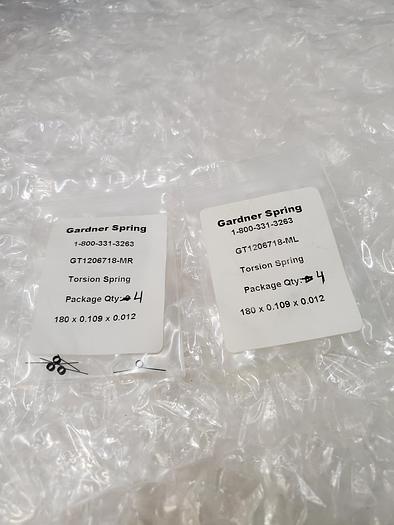 Gardner Spring
1-800-331-3263
GT1206718-MR
Torsion Spring
Package Qty: 4
180 x 0.109 x 0.012
Gardner Spring
1-800-331-3263
GT1206718-ML
Torsion Spring
Package Qty: 4
180 x 0.109 x 0.012